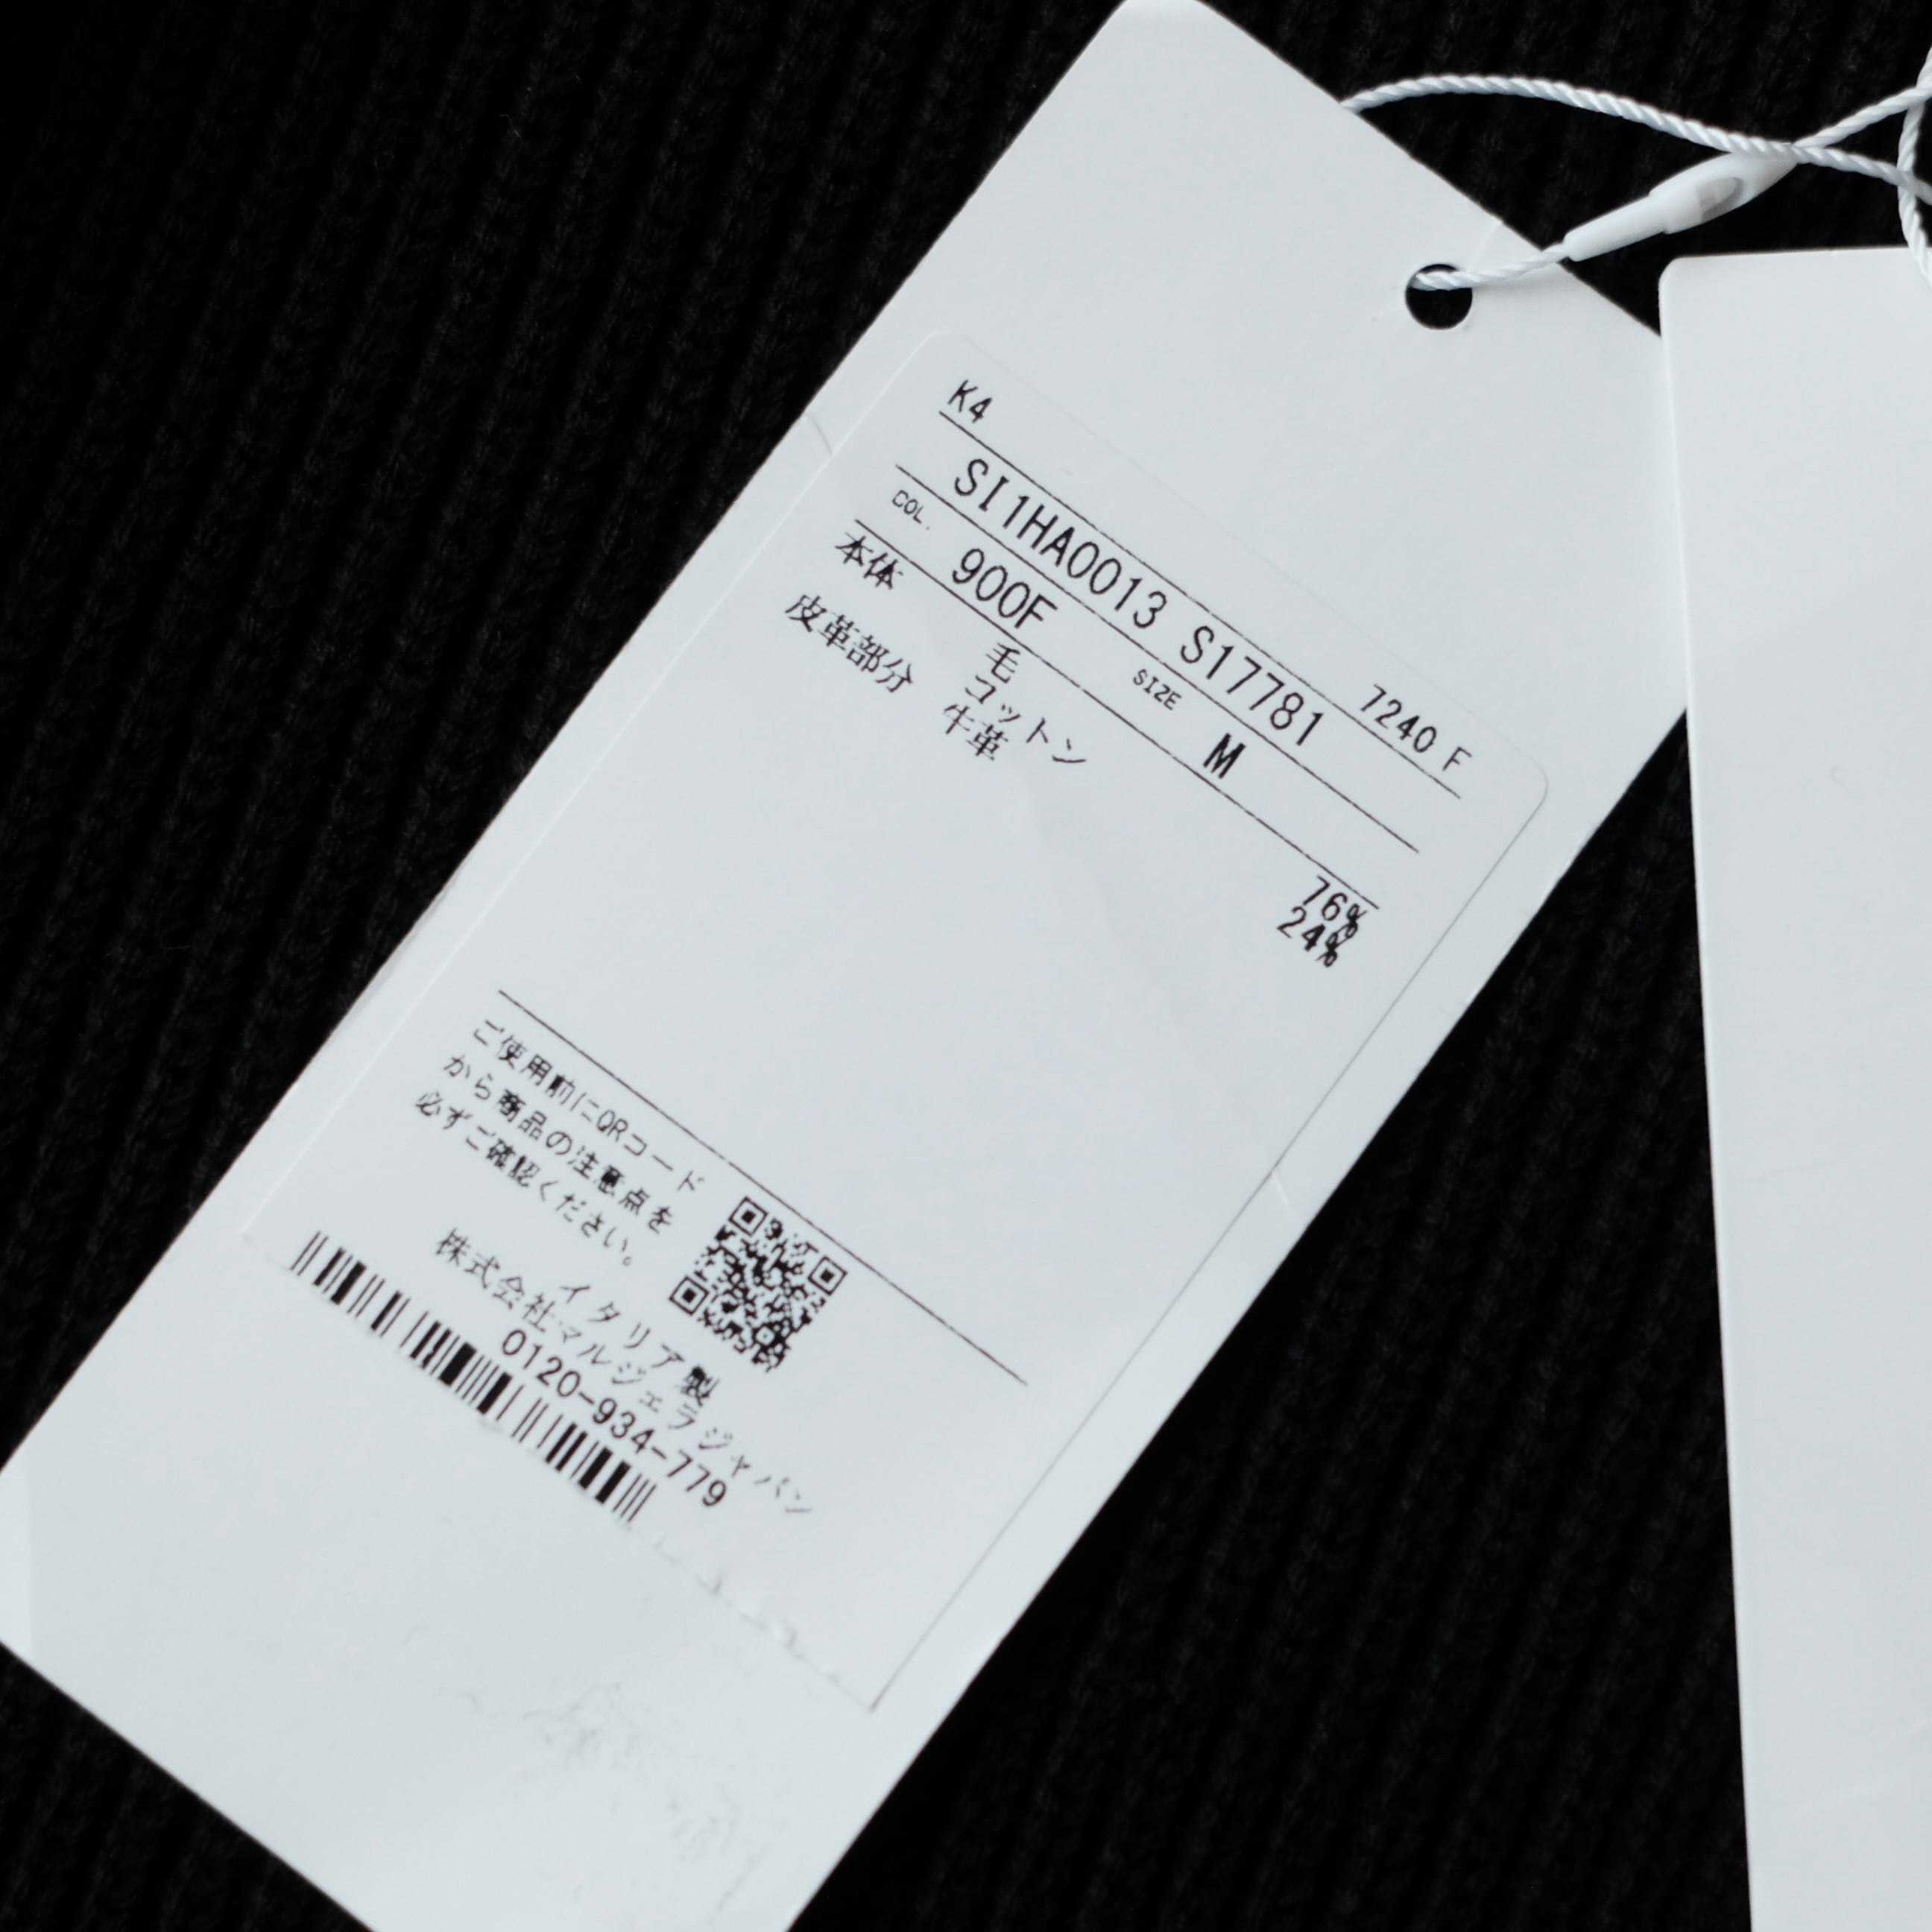 K4 7240 F
SI1HA0013 S17781
COL. 900F SIZE M
本体 毛 76%
コットン 24%
皮革部分 牛革
ご使用前にQRコード
から商品の注意点を
必ずご確認ください。
イタリア製
株式会社マルジェラジャパン
0120-934-779